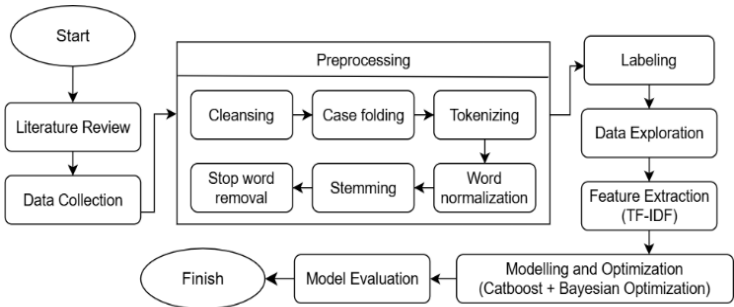 Start
Literature Review
Data Collection
Preprocessing
Cleansing
Case folding
Tokenizing
Word
normalization
Stemming
Stop word
removal
Labeling
Data Exploration
Feature Extraction
(TF-IDF)
Modelling and Optimization
(Catboost + Bayesian Optimization)
Model Evaluation
Finish